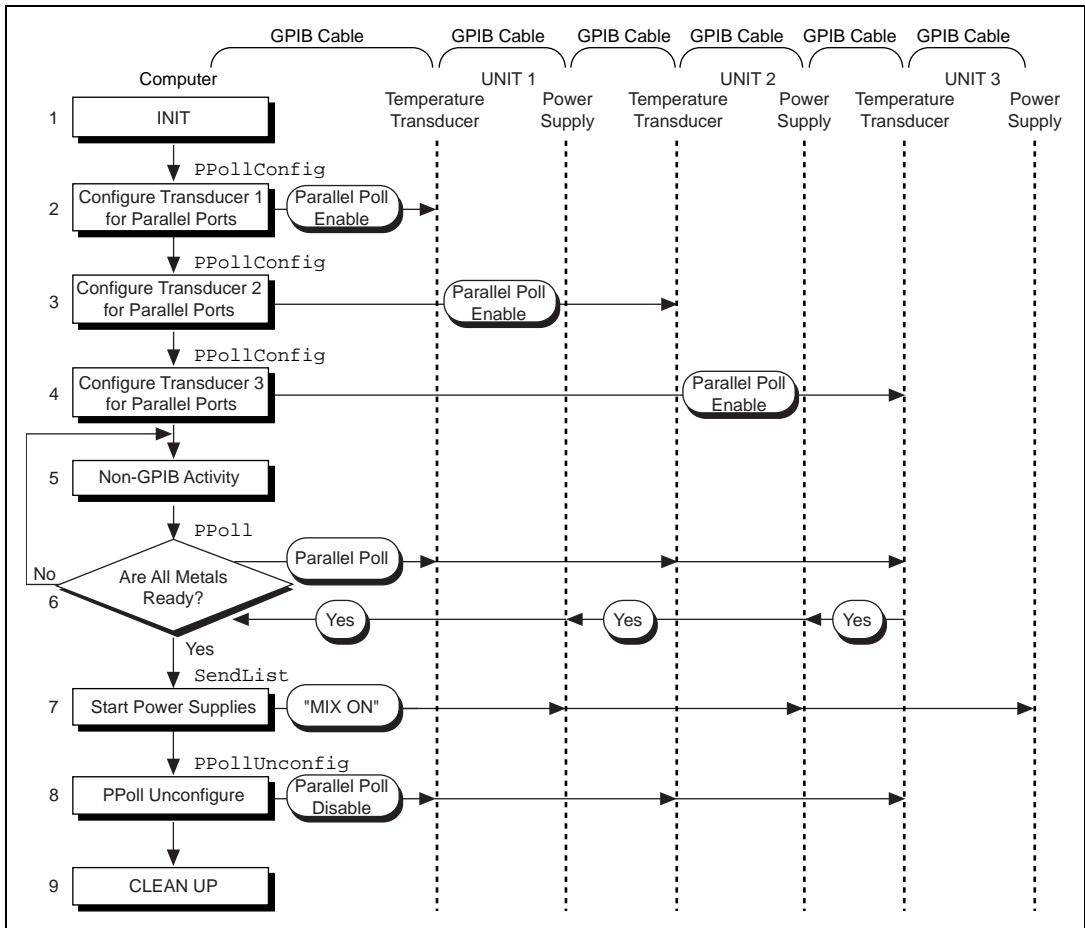 GPIB Cable GPIB Cable GPIB Cable GPIB Cable GPIB Cable GPIB Cable
Computer UNIT 1 UNIT 2 UNIT 3
Temperature Power Temperature Power Temperature Power
Transducer Supply Transducer Supply Transducer Supply
1 INIT
PPollConfig
2 Configure Transducer 1
for Parallel Ports
Parallel Poll
Enable
PPollConfig
3 Configure Transducer 2
for Parallel Ports
Parallel Poll
Enable
PPollConfig
4 Configure Transducer 3
for Parallel Ports
Parallel Poll
Enable
5 Non-GPIB Activity
PPoll
6 Are All Metals
Ready?
Parallel Poll
No
Yes Yes Yes
Yes
SendList
7 Start Power Supplies "MIX ON"
PPollUnconfig
8 PPoll Unconfigure
Parallel Poll
Disable
9 CLEAN UP